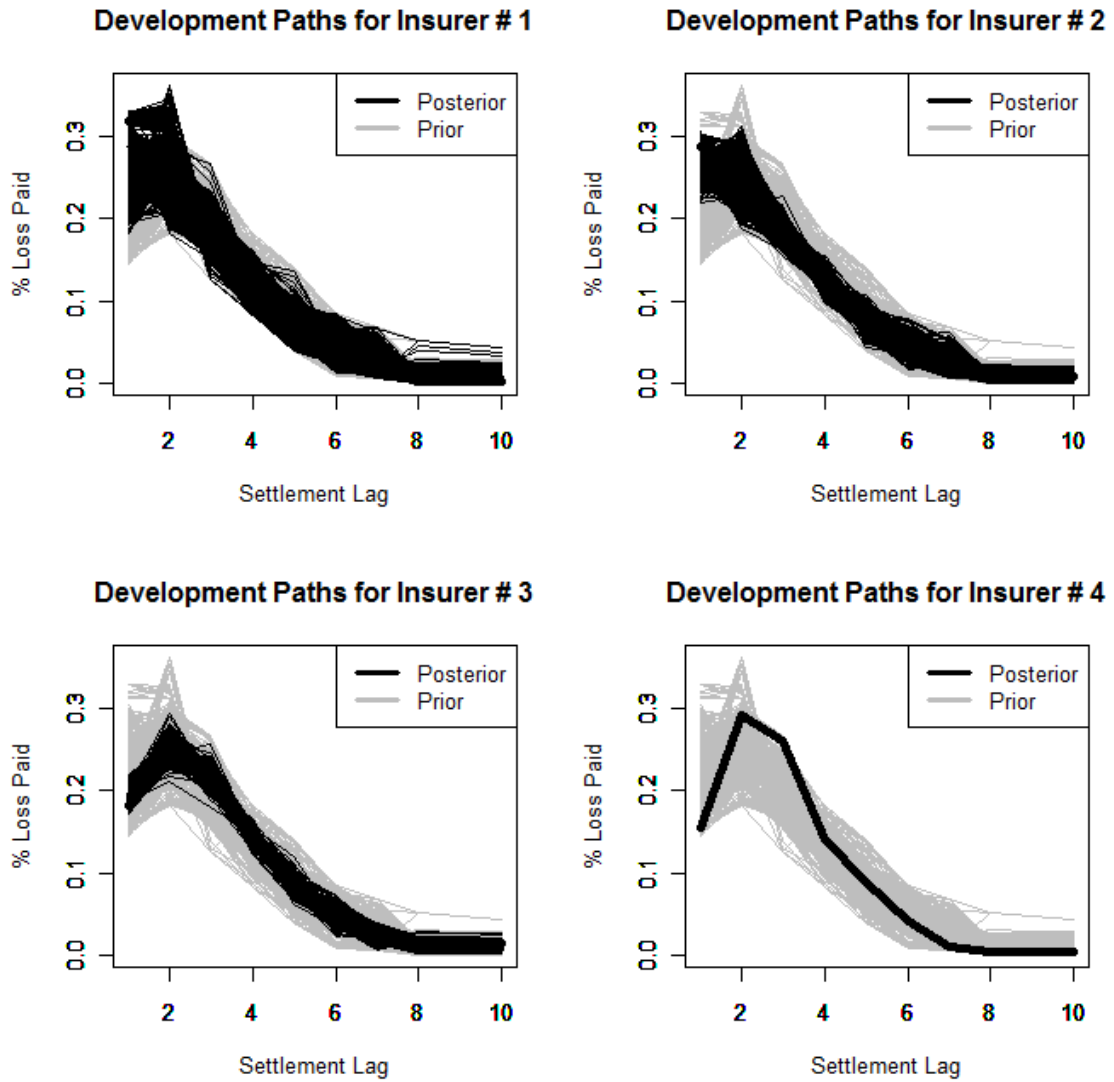 Development Paths for Insurer # 1
Posterior
Prior
% Loss Paid
0.3
0.2
0.1
0.0
2 4 6 8 10
Settlement Lag
Development Paths for Insurer # 2
Posterior
Prior
% Loss Paid
0.3
0.2
0.1
0.0
2 4 6 8 10
Settlement Lag
Development Paths for Insurer # 3
Posterior
Prior
% Loss Paid
0.3
0.2
0.1
0.0
2 4 6 8 10
Settlement Lag
Development Paths for Insurer # 4
Posterior
Prior
% Loss Paid
0.3
0.2
0.1
0.0
2 4 6 8 10
Settlement Lag